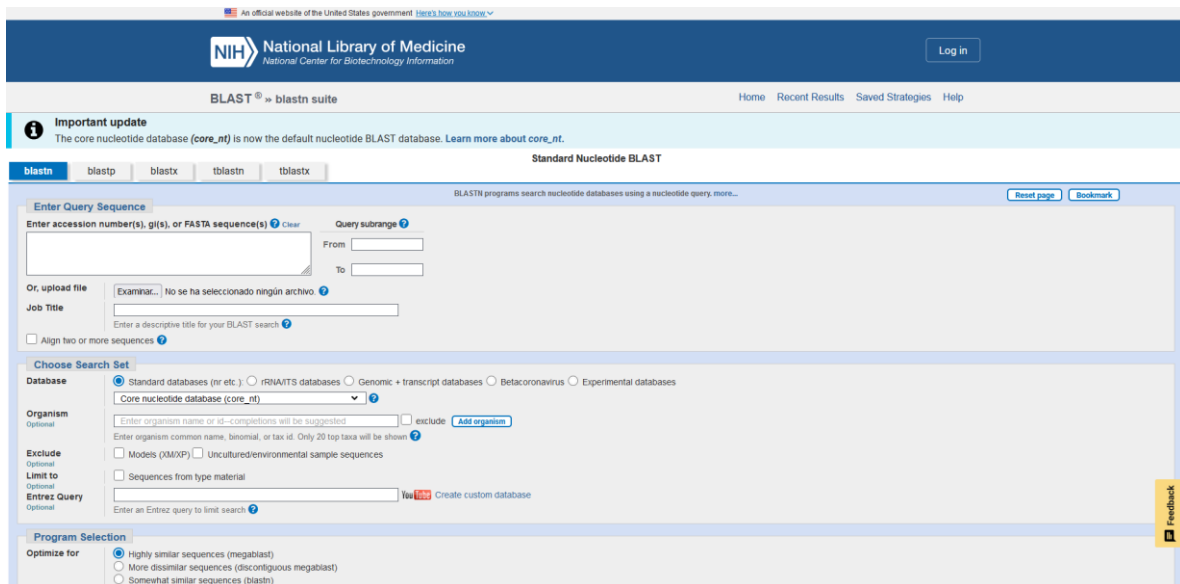 An official website of the United States government Here's how you know
NIH National Library of Medicine
National Center for Biotechnology Information
Log in
BLAST ® » blastn suite
Home Recent Results Saved Strategies Help
Important update
The core nucleotide database (core_nt) is now the default nucleotide BLAST database. Learn more about core_nt.
Standard Nucleotide BLAST
blastn blastp blastx tblastn tblastx
BLASTN programs search nucleotide databases using a nucleotide query. more...
Reset page Bookmark
Enter Query Sequence
Enter accession number(s), gi(s), or FASTA sequence(s) ? Clear
Query subrange ?
From
To
Or, upload file Examinar... No se ha seleccionado ningún archivo. ?
Job Title
Enter a descriptive title for your BLAST search ?
Align two or more sequences ?
Choose Search Set
Database Standard databases (nr etc.): rRNA/ITS databases Genomic + transcript databases Betacoronavirus Experimental databases
Core nucleotide database (core_nt) ?
Organism
Optional
Enter organism name or id--completions will be suggested exclude Add organism
Enter organism common name, binomial, or tax id. Only 20 top taxa will be shown ?
Exclude
Optional
Models (XM/XP) Uncultured/environmental sample sequences
Limit to
Optional
Sequences from type material
Entrez Query
Optional
YouTube Create custom database
Enter an Entrez query to limit search ?
Program Selection
Optimize for Highly similar sequences (megablast)
More dissimilar sequences (discontiguous megablast)
Somewhat similar sequences (blastn)
Feedback